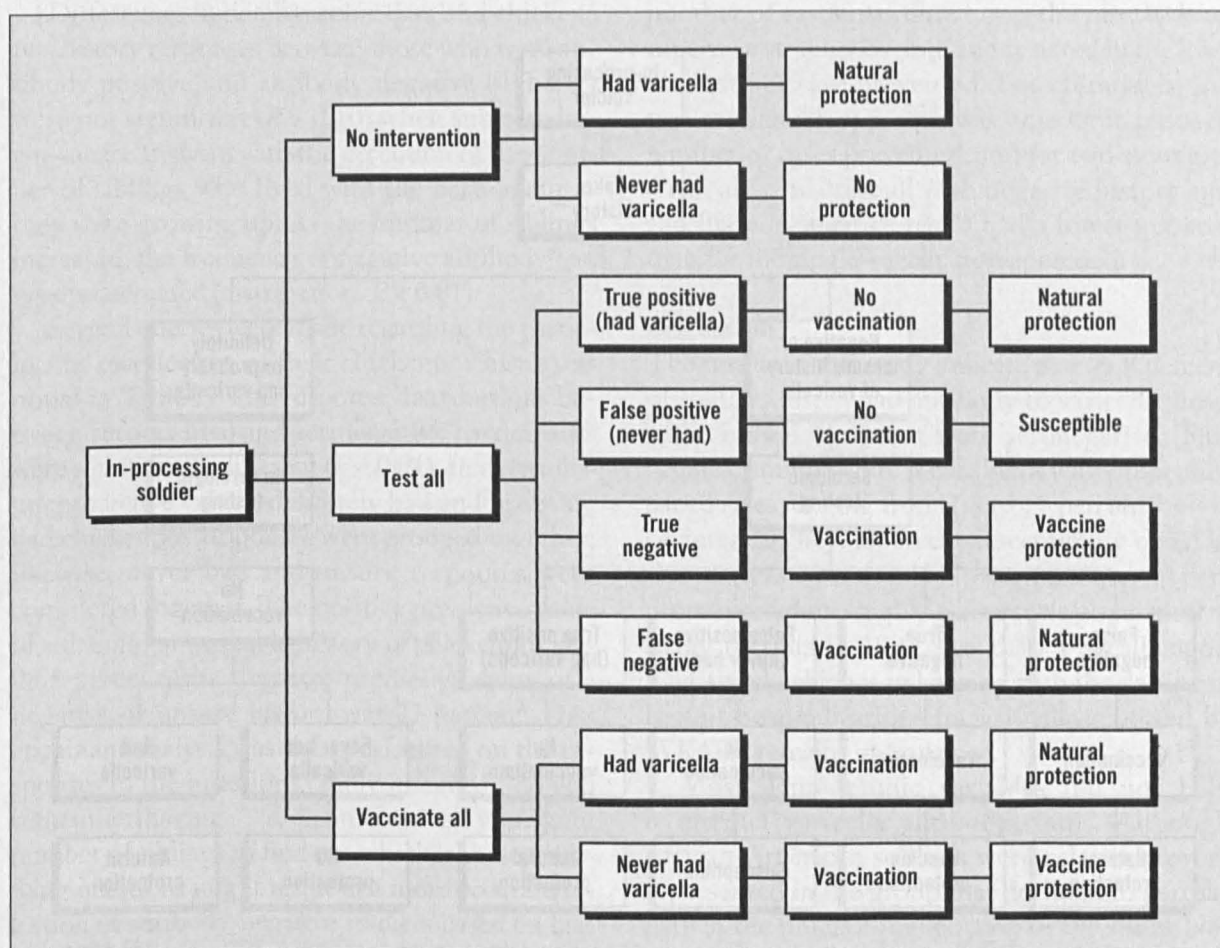 Had varicella
Natural
protection
No intervention
Never had
varicella
No
protection
True positive
(had varicella)
No
vaccination
Natural
protection
False positive
(never had)
No
vaccination
Susceptible
In-processing
soldier
Test all
True
negative
Vaccination
Vaccine
protection
False
negative
Vaccination
Natural
protection
Had varicella
Vaccination
Natural
protection
Vaccinate all
Never had
varicella
Vaccination
Vaccine
protection